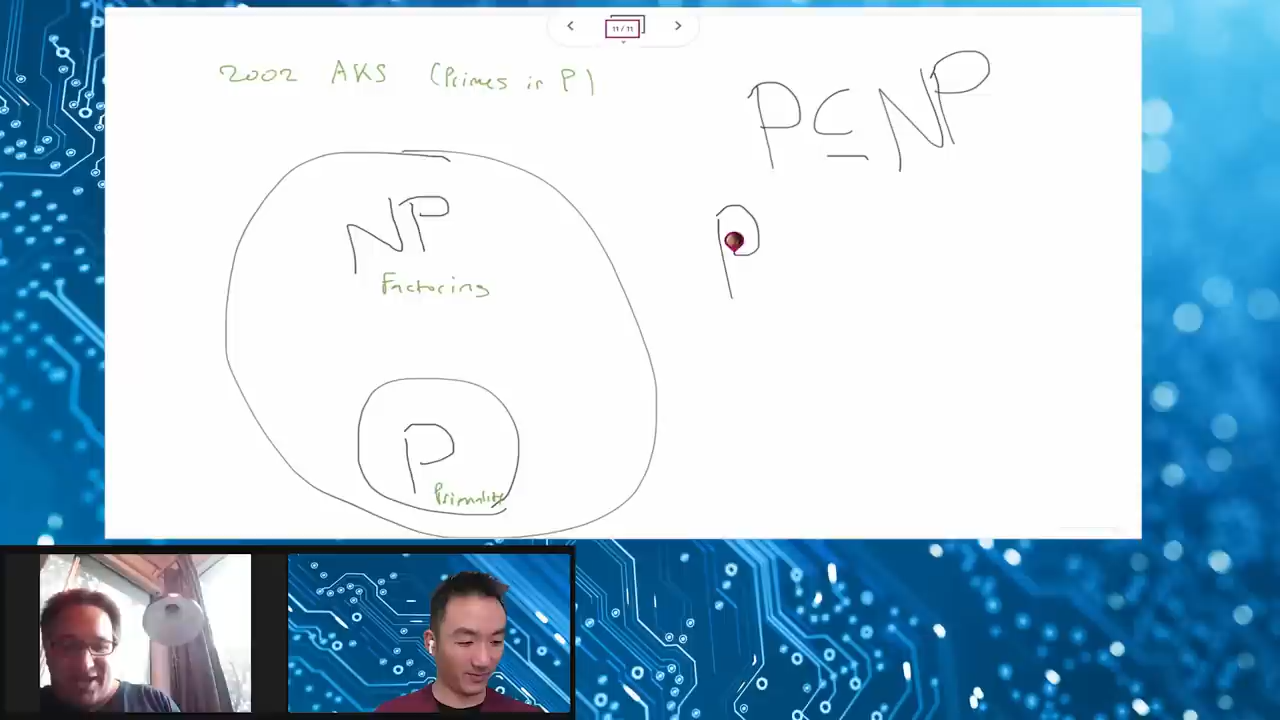 11 / 11
2002 AKS (Primes in P)
P ⊆ NP
NP
P
Factoring
P
Primality